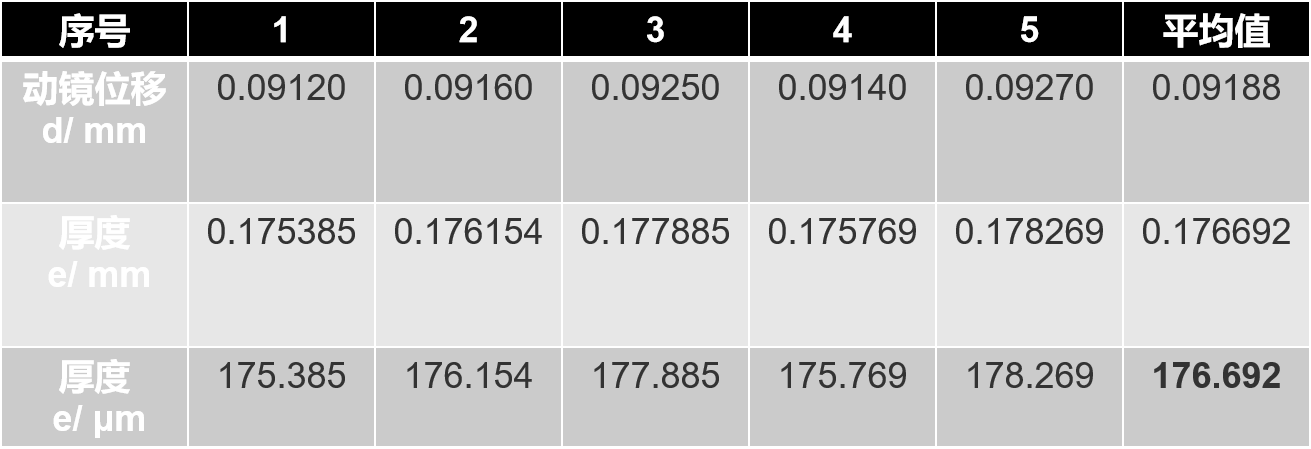 序号 1 2 3 4 5 平均值
动镜位移 0.09120 0.09160 0.09250 0.09140 0.09270 0.09188
d/ mm
厚度 0.175385 0.176154 0.177885 0.175769 0.178269 0.176692
e/ mm
厚度 175.385 176.154 177.885 175.769 178.269 176.692
e/ μm